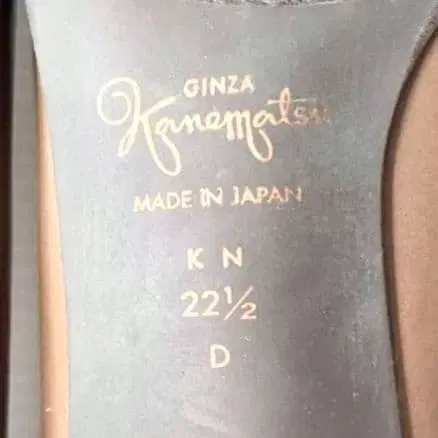 GINZA
Kanematsu
MADE IN JAPAN
K N
22½
D